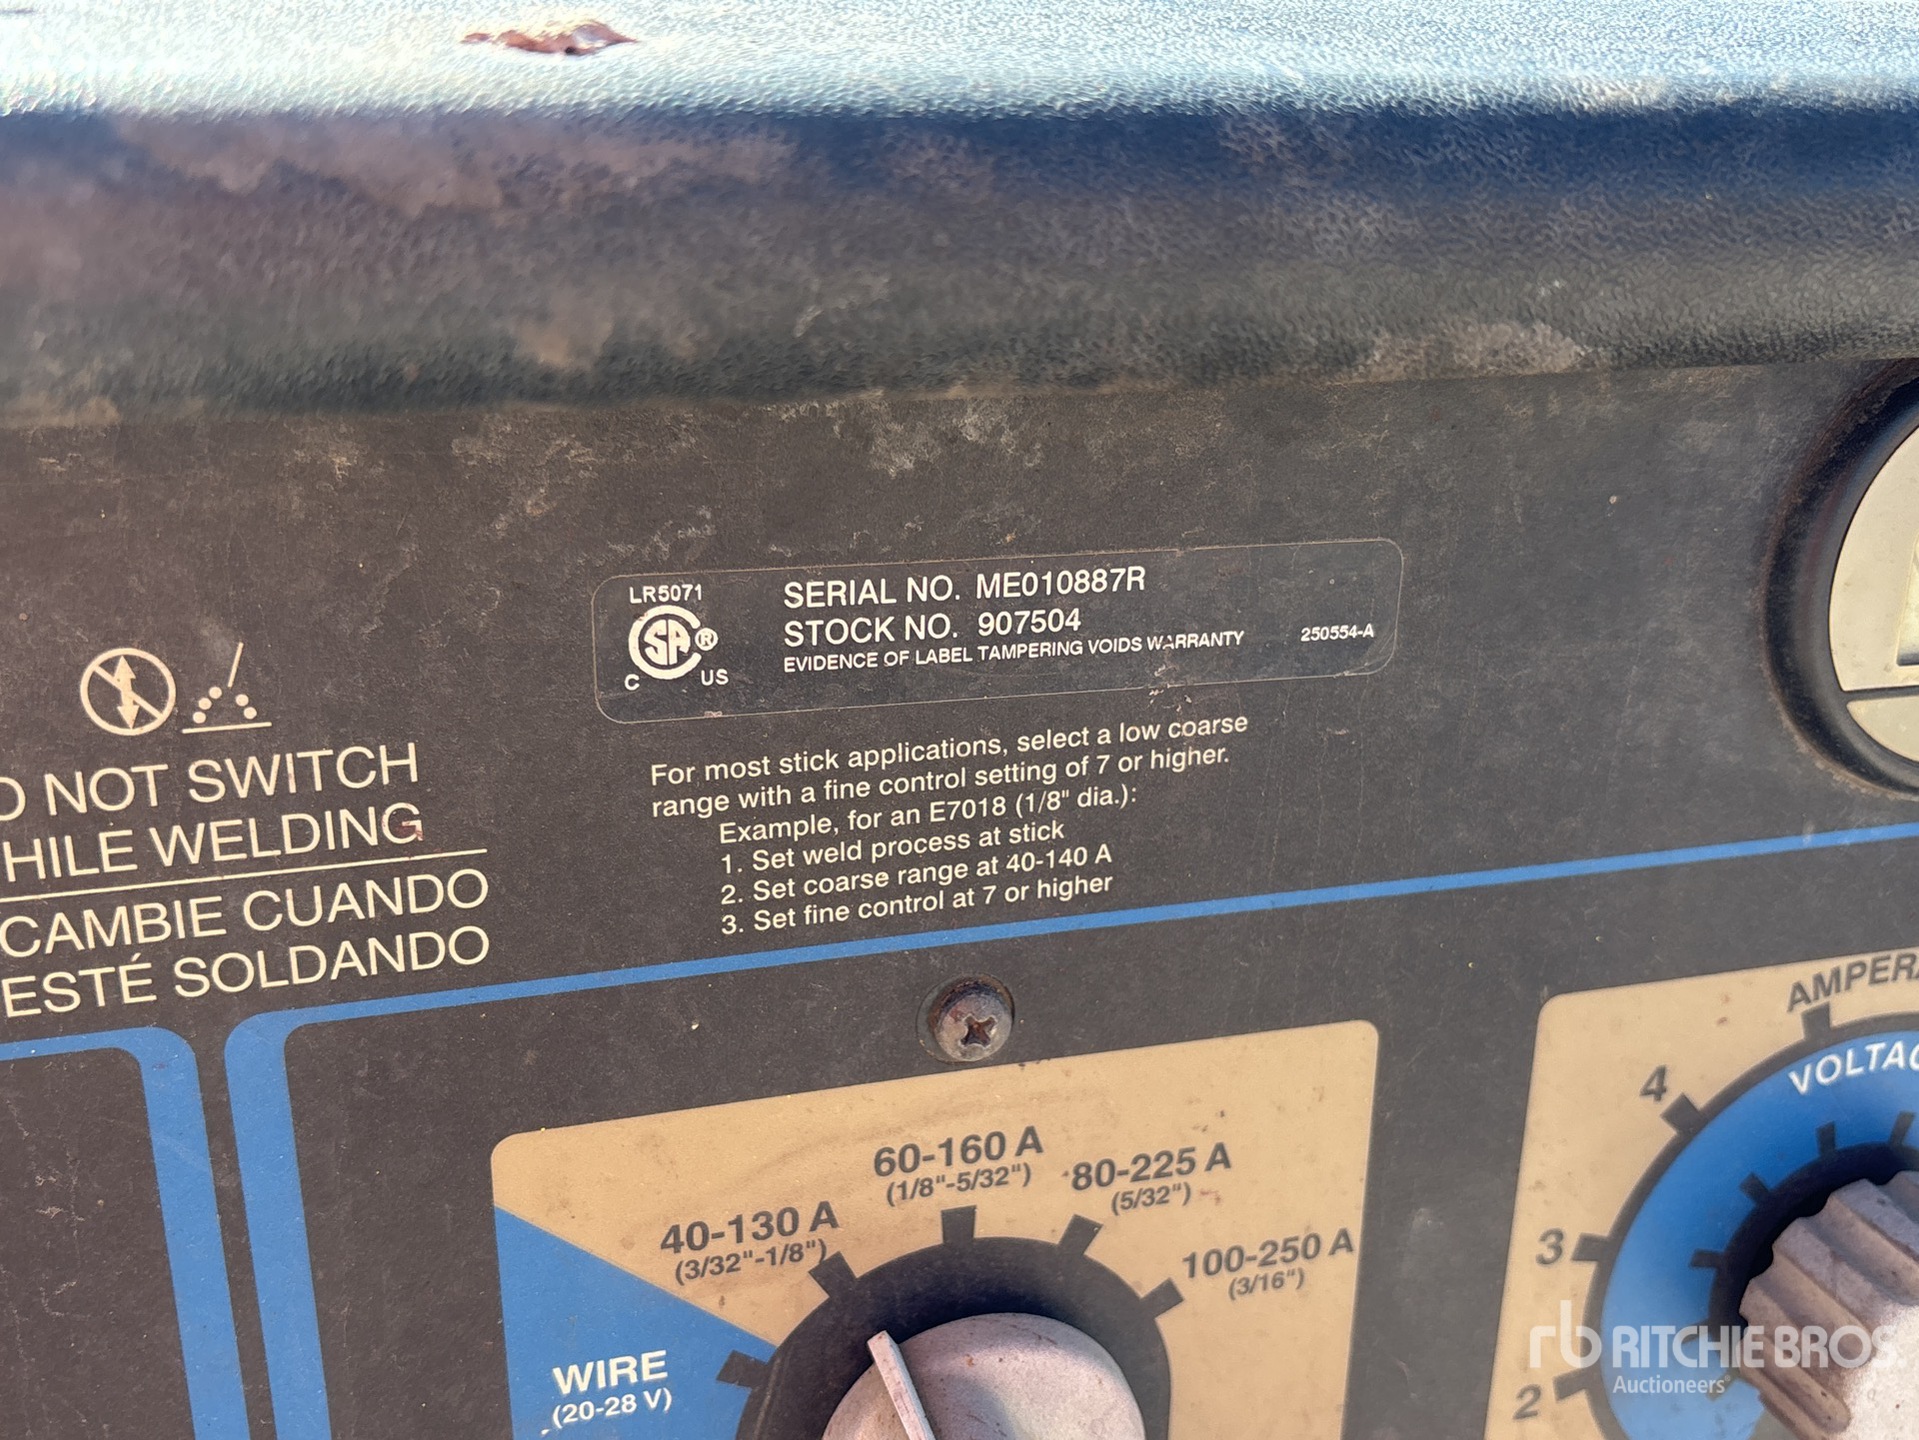 LR5071
SA®
C US
SERIAL NO. ME010887R
STOCK NO. 907504
EVIDENCE OF LABEL TAMPERING VOIDS WARRANTY
250554-A
NOT SWITCH
WELDING
CAMBIE CUANDO
ESTÉ SOLDANDO
For most stick applications, select a low coarse
range with a fine control setting of 7 or higher.
Example, for an E7018 (1/8" dia.):
1. Set weld process at stick
2. Set coarse range at 40-140 A
3. Set fine control at 7 or higher
60-160 A
(1/8"-5/32")
80-225 A
(5/32")
40-130 A
(3/32"-1/8")
100-250 A
(3/16")
WIRE
(20-28 V)
4
3
2
rb RITCHIE BROS.
Auctioneers®